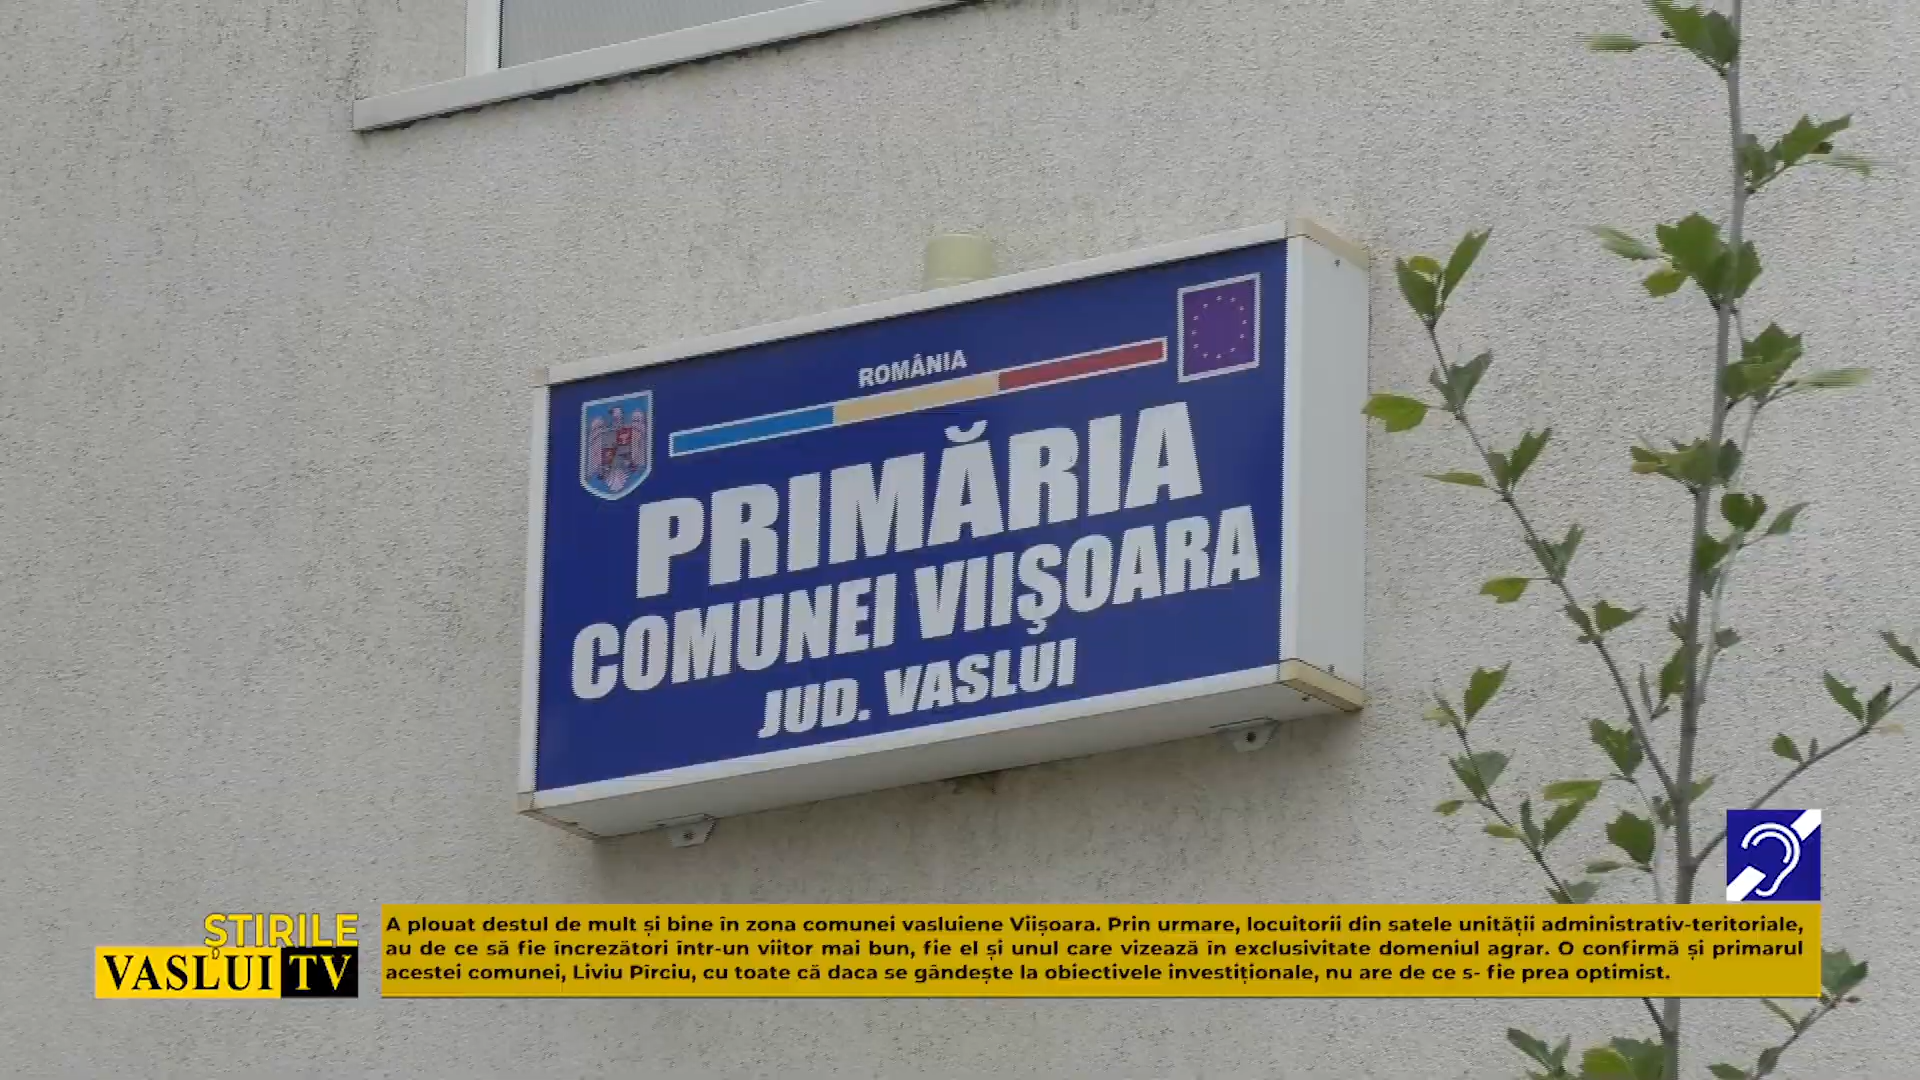 ROMÂNIA
PRIMĂRIA
COMUNEI VIIŞOARA
JUD. VASLUI
ȘTIRILE
VASLUI TV
A plouat destul de mult și bine în zona comunei vasluiene Viișoara. Prin urmare, locuitorii din satele unității administrativ-teritoriale,
au de ce să fie încrezători într-un viitor mai bun, fie el și unul care vizează în exclusivitate domeniul agrar. O confirmă și primarul
acestei comunei, Liviu Pîrciu, cu toate că daca se gândește la obiectivele investiționale, nu are de ce s- fie prea optimist.